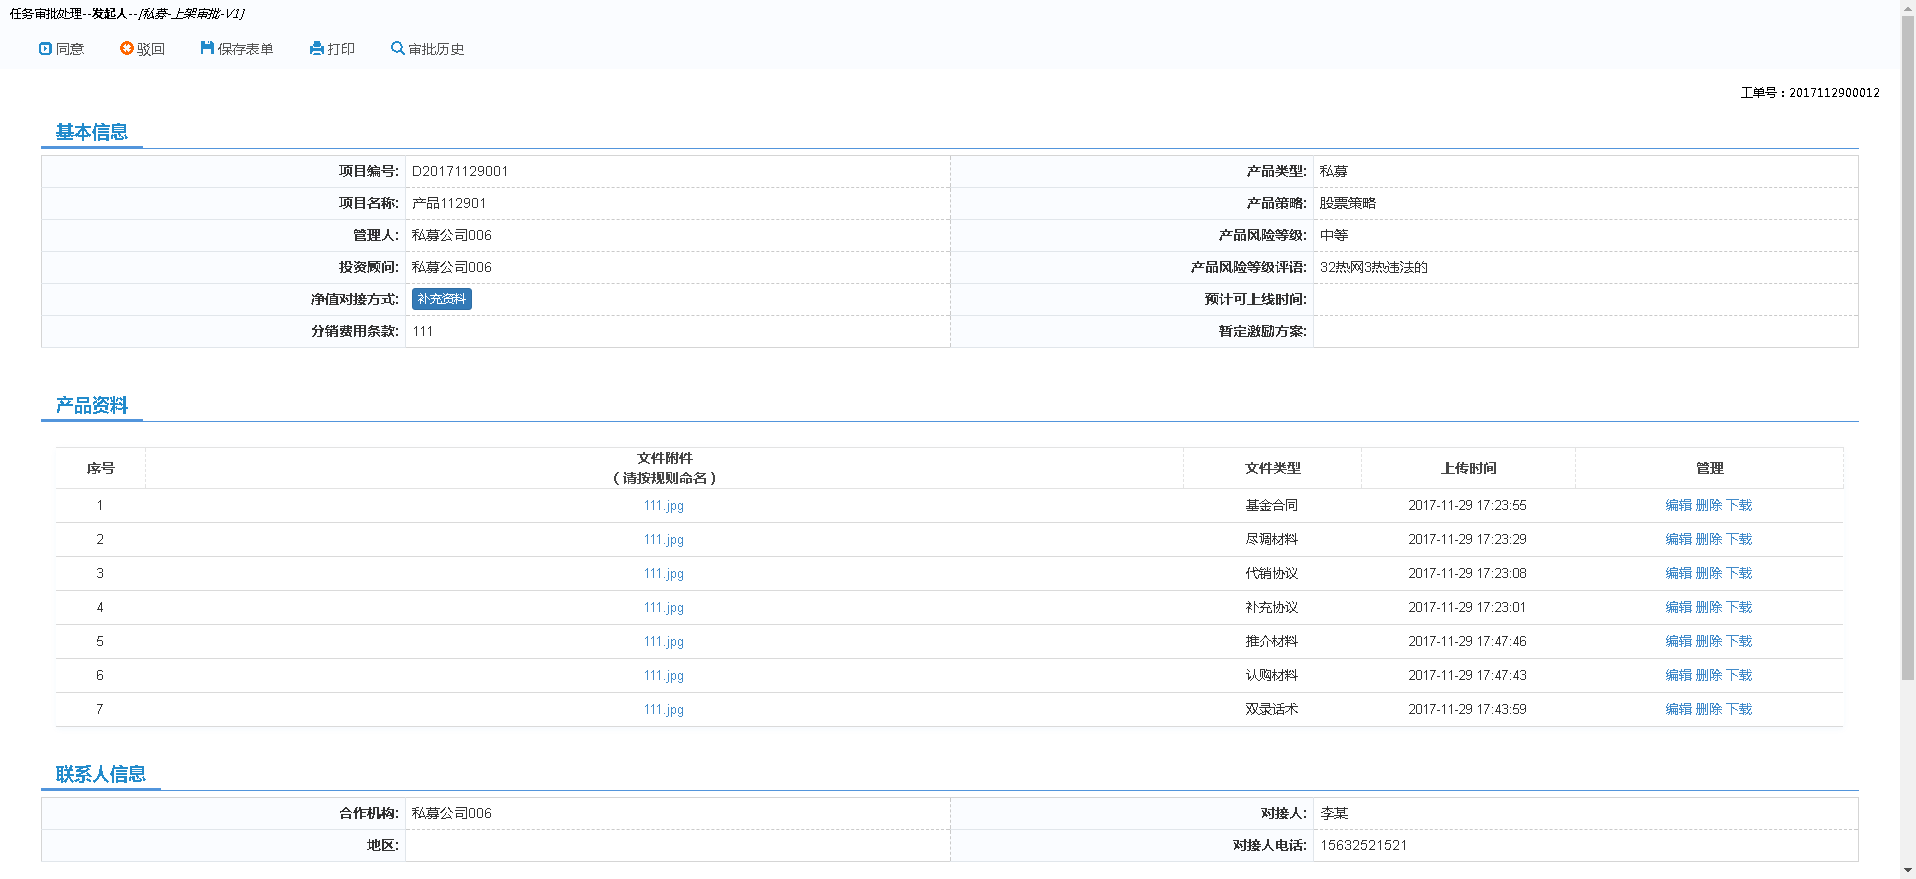 任务审批处理--发起人--[私募-上架审批-V1]
同意 驳回 保存表单 打印 审批历史
工单号：2017112900012
基本信息
项目编号: D20171129001 产品类型: 私募
项目名称: 产品112901 产品策略: 股票策略
管理人: 私募公司006 产品风险等级: 中等
投资顾问: 私募公司006 产品风险等级评语: 32热网3热违法的
净值对接方式: 补充资料 预计可上线时间:
分销费用条款: 111 暂定激励方案:
产品资料
序号 文件附件 文件类型 上传时间 管理
（请按规则命名）
1 111.jpg 基金合同 2017-11-29 17:23:55 编辑 删除 下载
2 111.jpg 尽调材料 2017-11-29 17:23:29 编辑 删除 下载
3 111.jpg 代销协议 2017-11-29 17:23:08 编辑 删除 下载
4 111.jpg 补充协议 2017-11-29 17:23:01 编辑 删除 下载
5 111.jpg 推介材料 2017-11-29 17:47:46 编辑 删除 下载
6 111.jpg 认购材料 2017-11-29 17:47:43 编辑 删除 下载
7 111.jpg 双录话术 2017-11-29 17:43:59 编辑 删除 下载
联系人信息
合作机构: 私募公司006 对接人: 李某
地区: 对接人电话: 15632521521